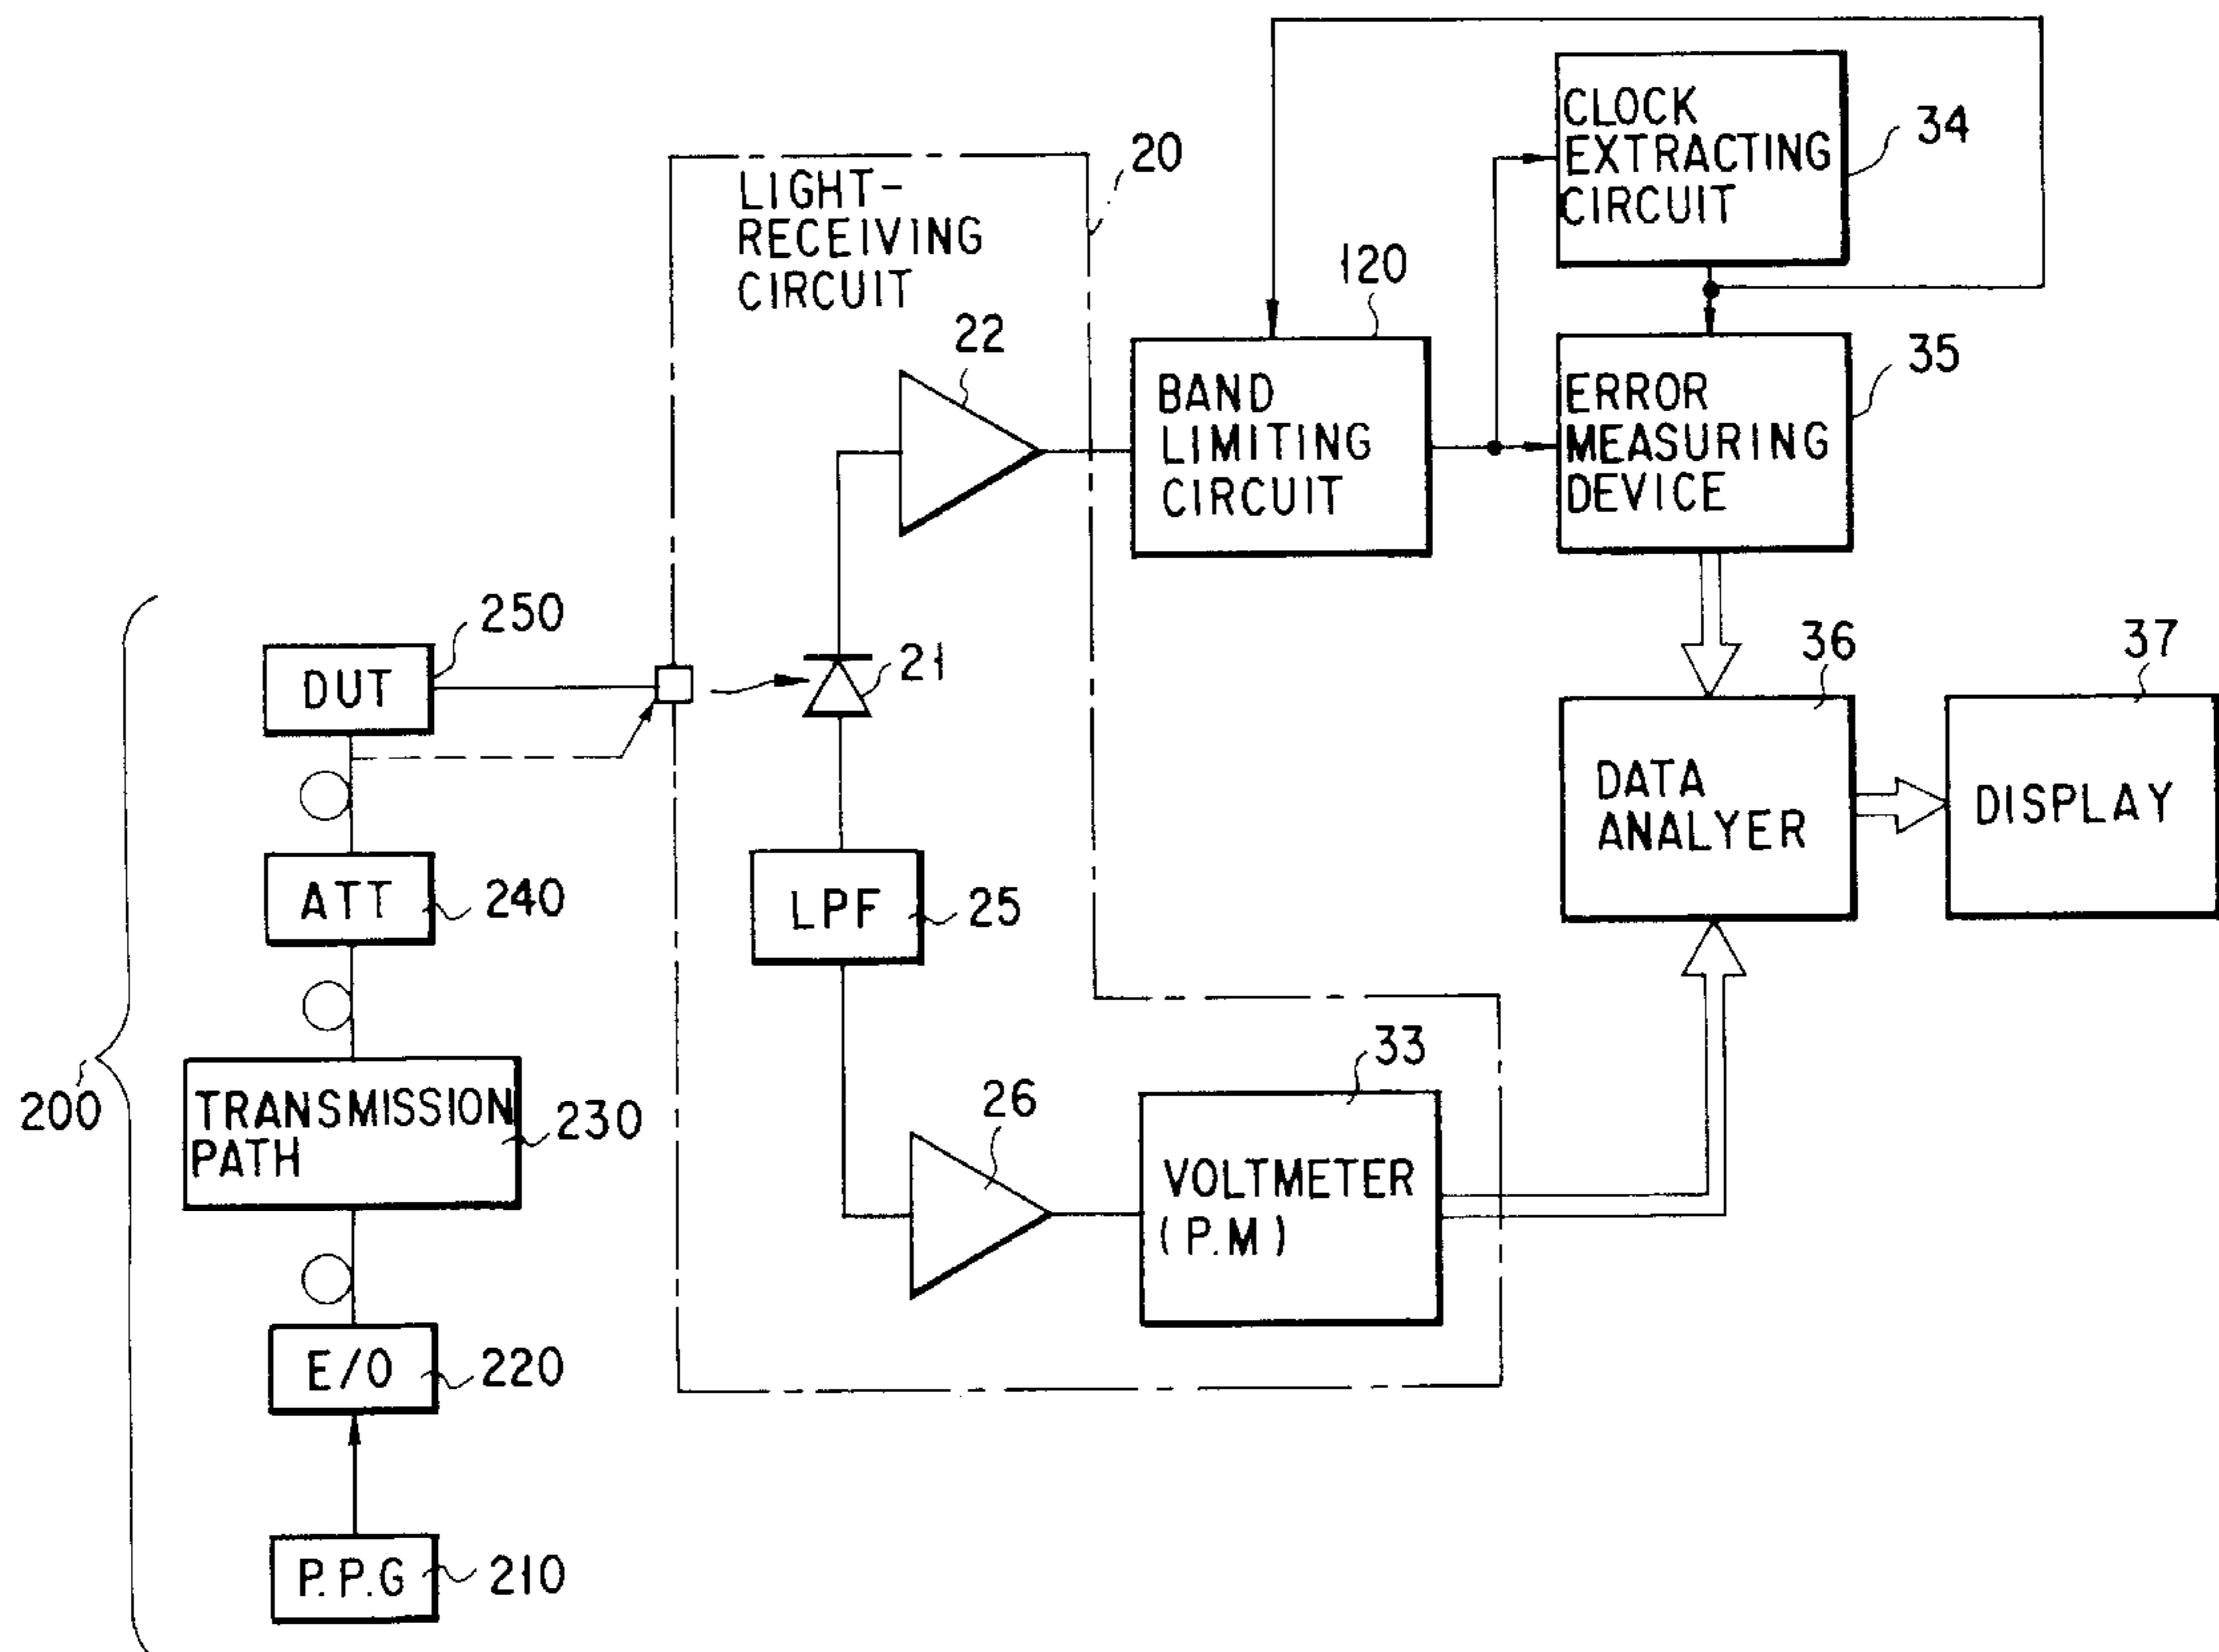 CLOCK
EXTRACTING
CIRCUIT
34
20
LIGHT-
RECEIVING
CIRCUIT
120
22
BAND
LIMITING
CIRCUIT
35
ERROR
MEASURING
DEVICE
250
DUT
21
36
37
DATA
ANALYER
DISPLAY
ATT
240
LPF
25
200
TRANSMISSION
PATH
230
26
33
VOLTMETER
(P.M)
E/O
220
P.P.G
210